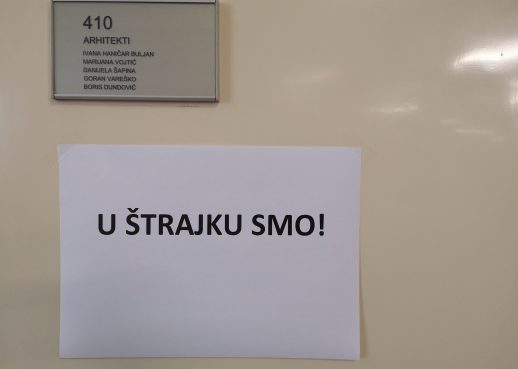 410
ARHITEKTI
IVANA HANIČAR BULJAN
MARIJANA VOJTIĆ
DANIJELA ŠAPINA
GORAN VAREŠKO
BORIS DUNDOVIĆ
U ŠTRAJKU SMO!